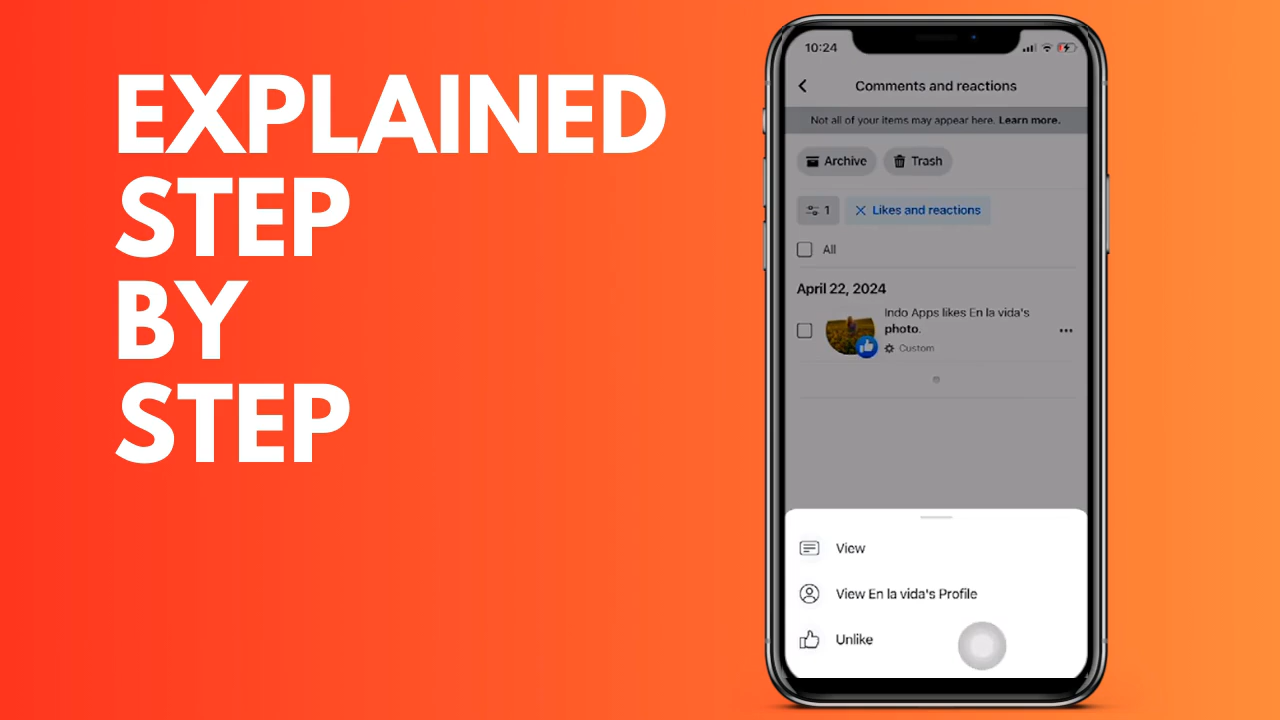 EXPLAINED
STEP
BY
STEP
10:24
Comments and reactions
Not all of your items may appear here. Learn more.
Archive
Trash
1
Likes and reactions
All
April 22, 2024
Indo Apps likes En la vida's
photo.
Custom
View
View En la vida's Profile
Unlike